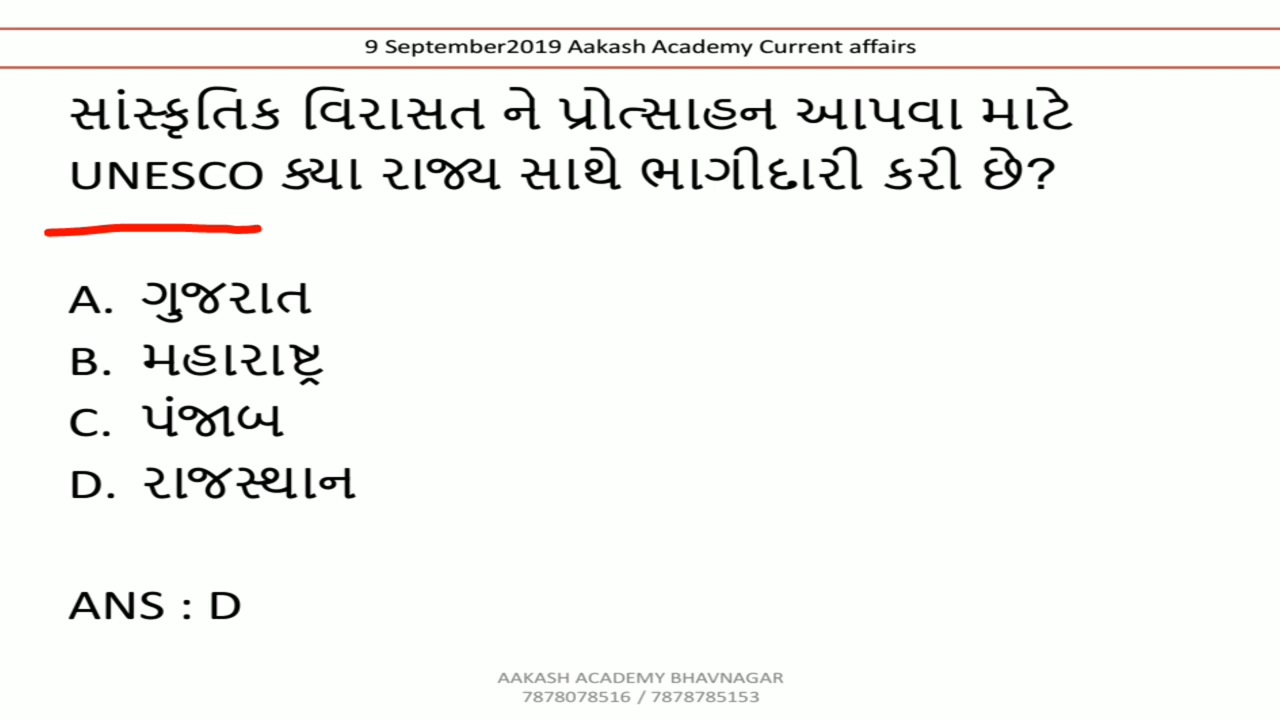 9 September2019 Aakash Academy Current affairs
સાંસ્કૃતિક વિરાસત ને પ્રોત્સાહન આપવા માટે
UNESCO ક્યા રાજ્ય સાથે ભાગીદારી કરી છે?
A. ગુજરાત
B. મહારાષ્ટ્ર
C. પંજાબ
D. રાજસ્થાન
ANS : D
AAKASH ACADEMY BHAVNAGAR
7878078516 / 7878785153